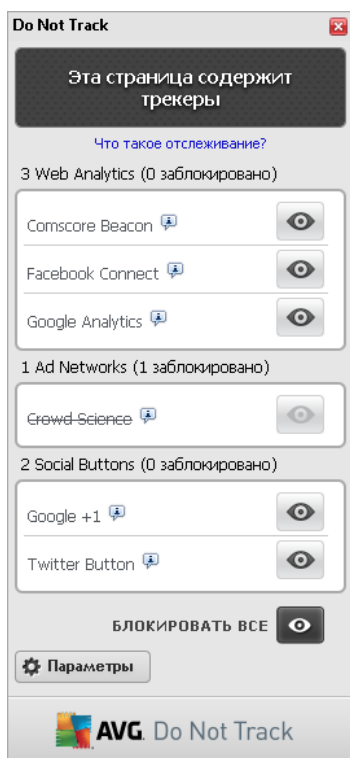 Do Not Track
Эта страница содержит
трекеры
Что такое отслеживание?
3 Web Analytics (0 заблокировано)
Comscore Beacon
Facebook Connect
Google Analytics
1 Ad Networks (1 заблокировано)
Crowd Science
2 Social Buttons (0 заблокировано)
Google +1
Twitter Button
БЛОКИРОВАТЬ ВСЕ
Параметры
AVG. Do Not Track